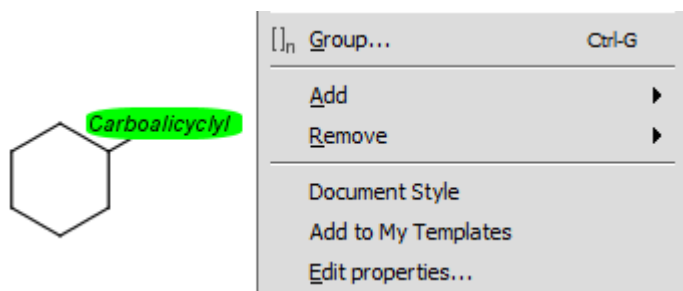 Carboalicyclyl
[ ]n Group... Ctrl-G
Add
Remove
Document Style
Add to My Templates
Edit properties...